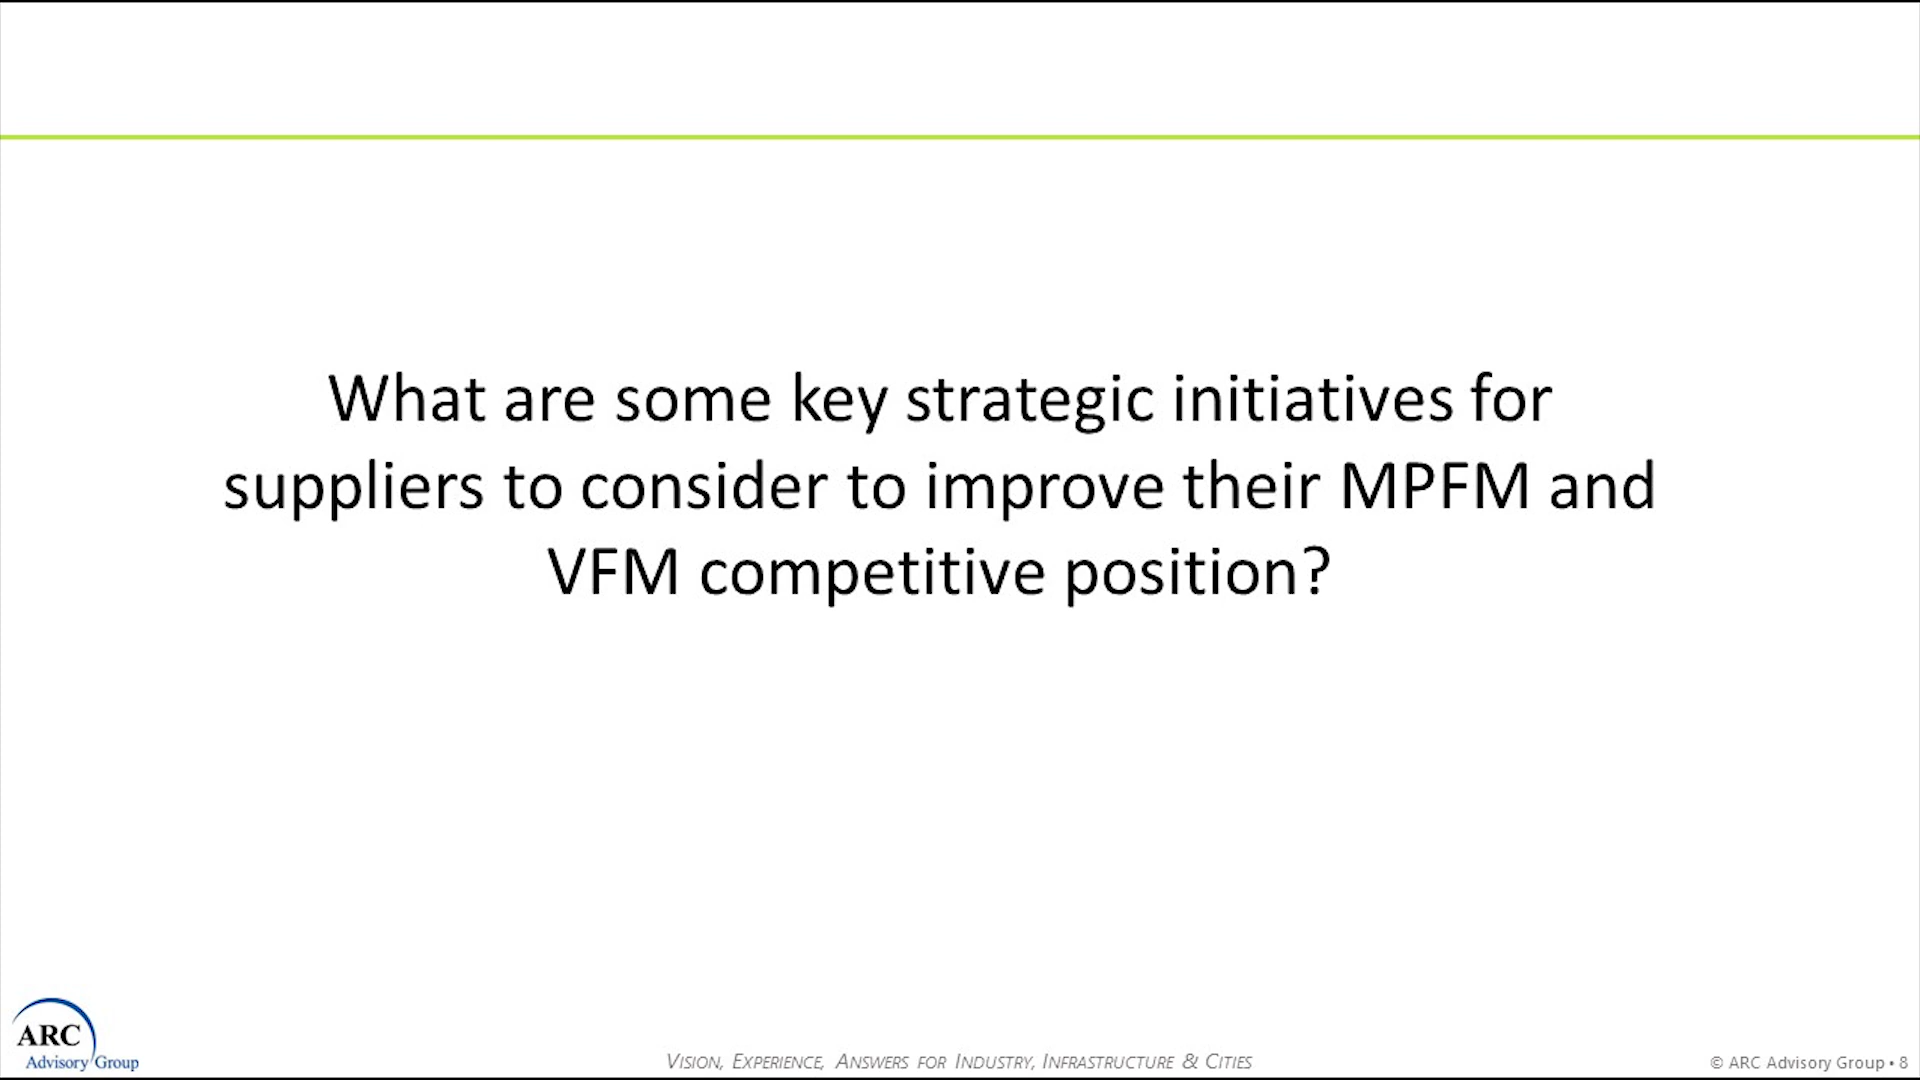 What are some key strategic initiatives for
suppliers to consider to improve their MPFM and
VFM competitive position?
ARC
Advisory Group
VISION, EXPERIENCE, ANSWERS FOR INDUSTRY, INFRASTRUCTURE & CITIES
© ARC Advisory Group • 8